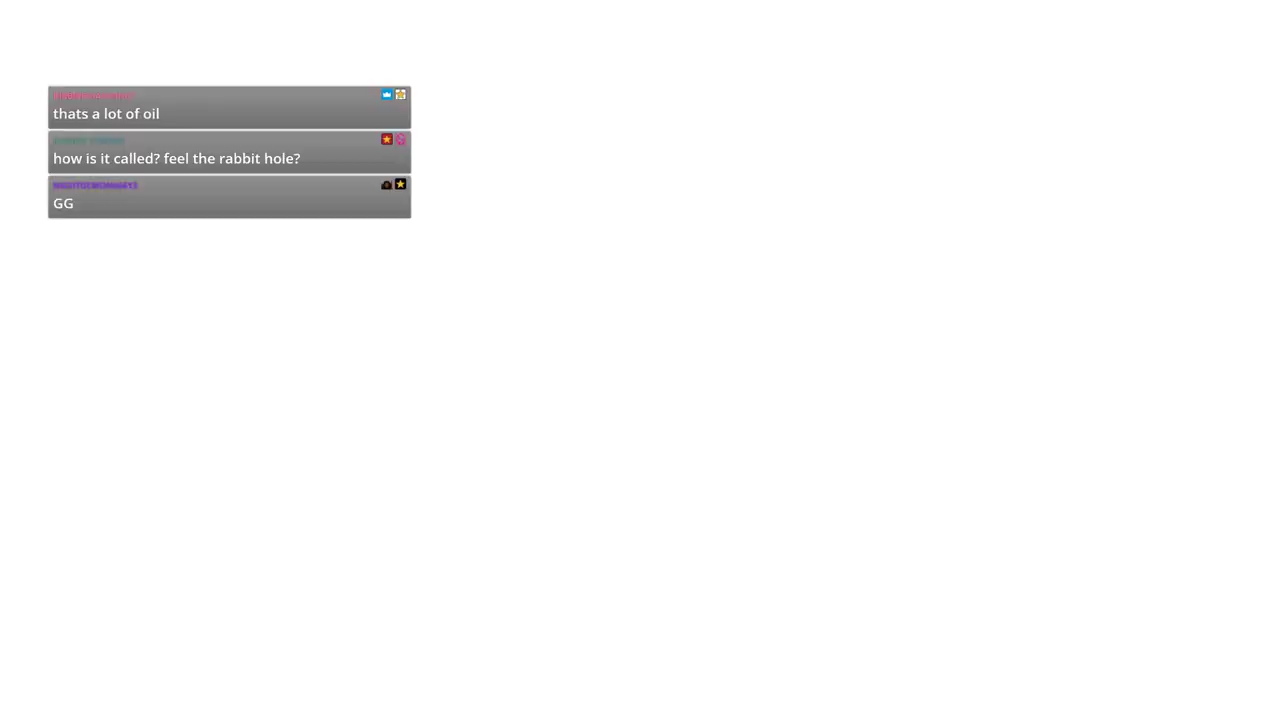 thats a lot of oil
how is it called? feel the rabbit hole?
GG